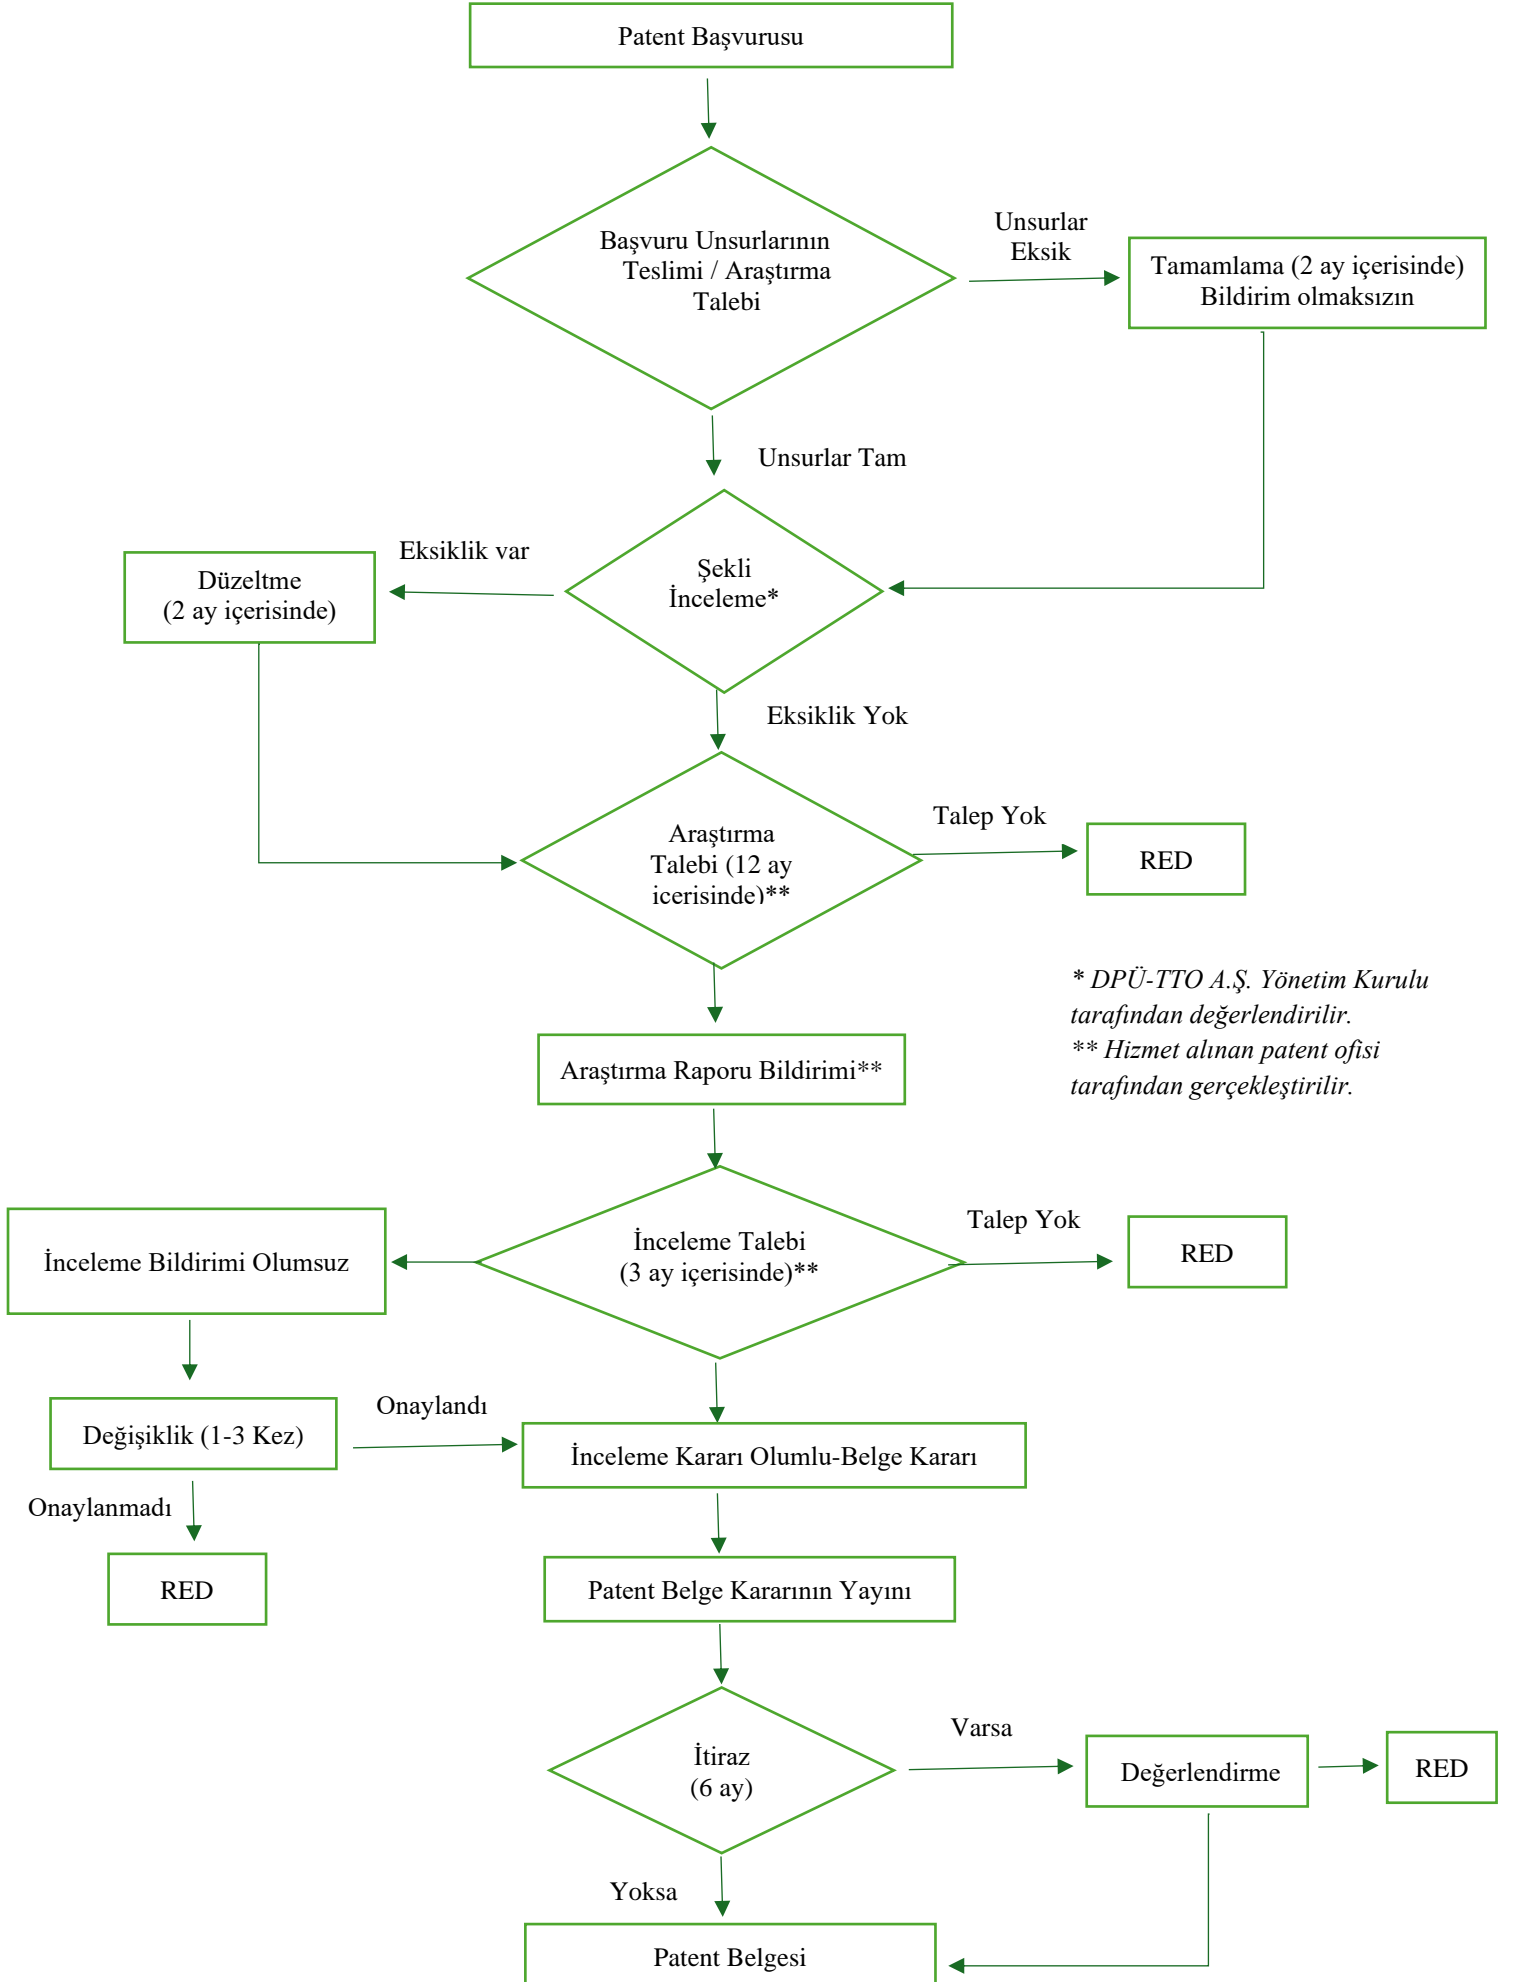 Patent Başvurusu
Başvuru Unsurlarının
Teslimi / Araştırma
Talebi
Unsurlar
Eksik
Tamamlama (2 ay içerisinde)
Bildirim olmaksızın
Unsurlar Tam
Şekli
İnceleme*
Eksiklik var
Düzeltme
(2 ay içerisinde)
Eksiklik Yok
Araştırma
Talebi (12 ay
içerisinde)**
Talep Yok
RED
* DPÜ-TTO A.Ş. Yönetim Kurulu
tarafından değerlendirilir.
** Hizmet alınan patent ofisi
tarafından gerçekleştirilir.
Araştırma Raporu Bildirimi**
İnceleme Talebi
(3 ay içerisinde)**
Talep Yok
RED
İnceleme Bildirimi Olumsuz
Değişiklik (1-3 Kez)
Onaylandı
İnceleme Kararı Olumlu-Belge Kararı
Onaylanmadı
RED
Patent Belge Kararının Yayını
İtiraz
(6 ay)
Varsa
Değerlendirme
RED
Yoksa
Patent Belgesi